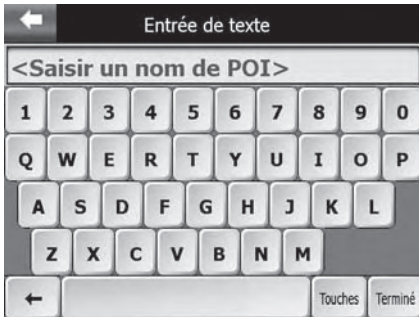 Entrée de texte
<Saisir un nom de POI>
1 2 3 4 5 6 7 8 9 0
Q W E R T Y U I O P
A S D F G H J K L
Z X C V B N M
Touches Terminé